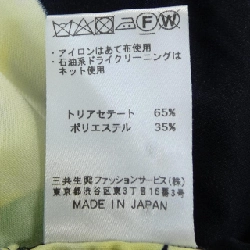 F W
・アイロンはあて布使用
・石油系ドライクリーニングは
ネット使用
トリアセテート 65%
ポリエステル 35%
三共生興ファッションサービス(株)
東京都渋谷区東3丁目16番3号
MADE IN JAPAN